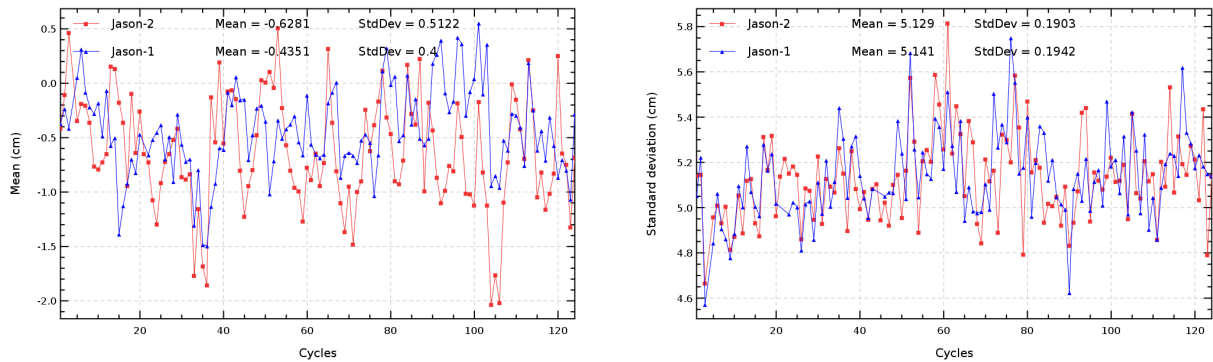 Jason-2 Mean = -0.6281 StdDev = 0.5122
Jason-1 Mean = -0.4351 StdDev = 0.4
0.5
0.0
-0.5
-1.0
-1.5
-2.0
Mean (cm)
20 40 60 80 100 120
Cycles
Jason-2 Mean = 5.129 StdDev = 0.1903
Jason-1 Mean = 5.141 StdDev = 0.1942
5.8
5.6
5.4
5.2
5.0
4.8
4.6
Standard deviation (cm)
20 40 60 80 100 120
Cycles